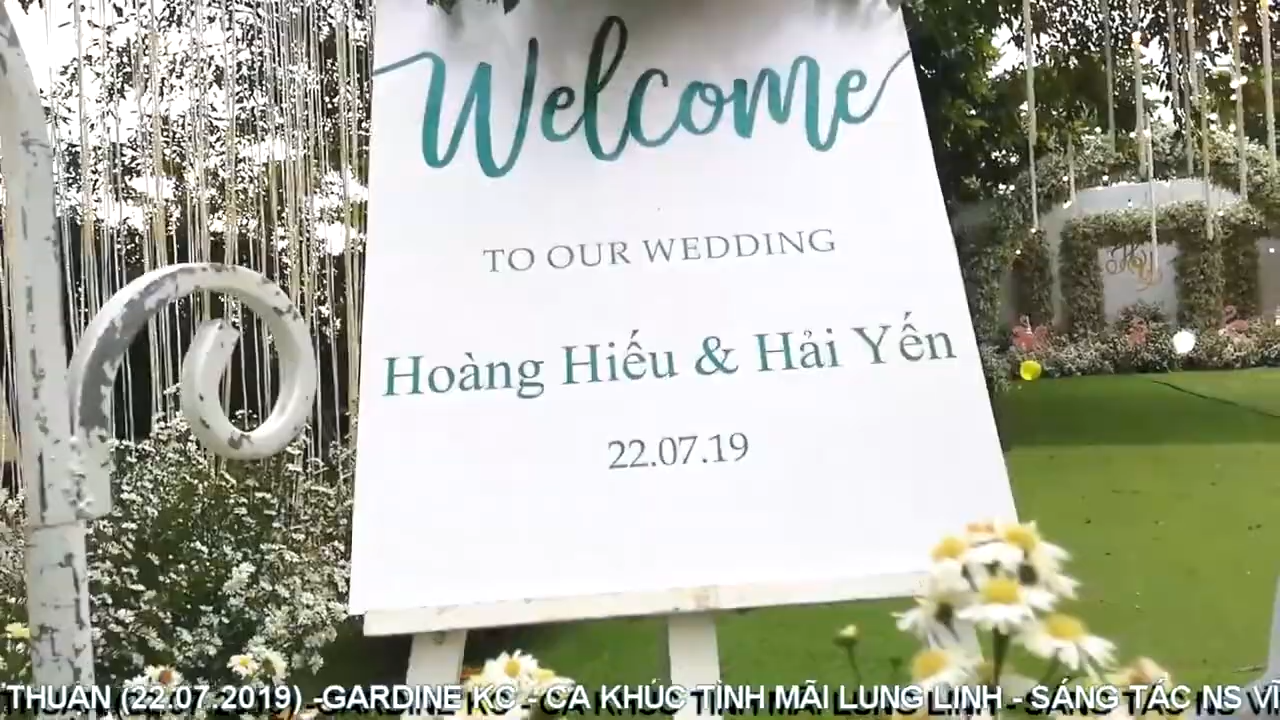 Welcome
TO OUR WEDDING
Hoàng Hiếu & Hải Yến
22.07.19
THUAN (22.07.2019) -GARDINE KC - CA KHÚC TÌNH MÃI LUNG LINH - SÁNG TÁC NS VĨ